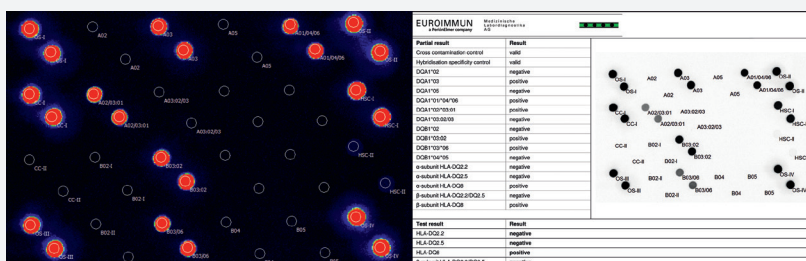 OS-I
OS-I
A02
A02
A03
A03
A05
A05
A01/04/06
A01/04/06
OS-II
OS-II
CC-I
CC-I
A02/03:01
A02/03:01
A03:02/03
A03:02/03
HSC-I
HSC-I
CC-II
CC-II
B02-I
B02-I
B03:02
B03:02
HSC-II
HSC-II
OS-III
OS-III
B02-II
B02-II
B03/06
B03/06
B04
B04
B05
B05
OS-IV
OS-IV
EUROIMMUN
a PerkinElmer company
Medizinische
Labordiagnostika
AG
Partial result Result
Cross contamination control valid
Hybridisation specificity control valid
DQA1*02 negative
DQA1*03 positive
DQA1*05 negative
DQA1*01/*04/*06 positive
DQA1*02/*03:01 positive
DQA1*03:02/03 negative
DQB1*02 negative
DQB1*03:02 positive
DQB1*03/*06 positive
DQB1*04/*05 negative
α-subunit HLA-DQ2.2 negative
α-subunit HLA-DQ2.5 negative
α-subunit HLA-DQ8 positive
β-subunit HLA-DQ2.2/DQ2.5 negative
β-subunit HLA-DQ8 positive
Test result Result
HLA-DQ2.2 negative
HLA-DQ2.5 negative
HLA-DQ8 positive
OS-I
OS-I
A02
A02
A03
A03
A05
A05
A01/04/06
A01/04/06
OS-II
OS-II
CC-I
CC-I
A02/03:01
A02/03:01
A03:02/03
A03:02/03
HSC-I
HSC-I
CC-II
CC-II
B02-I
B03:02
B03:02
HSC-II
HSC
OS-III
OS-III
B02-II
B02-II
B03/06
B03/06
B04
B04
B05
B05
OS-IV
OS-IV